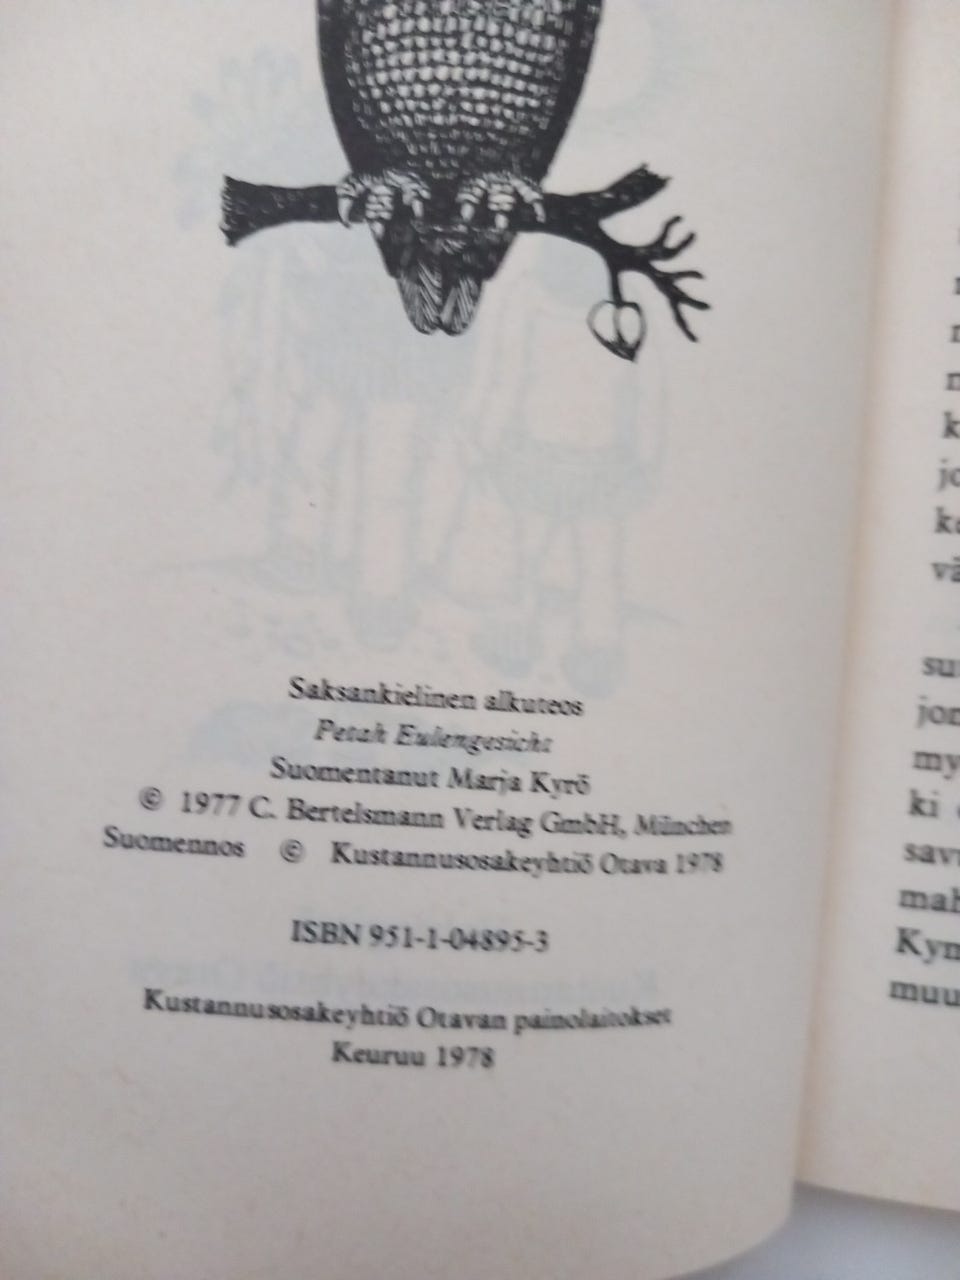 Saksankielinen alkuteos
Petah Eulengesicht
Suomentanut Marja Kyrö
© 1977 C. Bertelsmann Verlag GmbH, München
Suomennos © Kustannusosakeyhtiö Otava 1978
ISBN 951-1-04895-3
Kustannusosakeyhtiö Otavan painolaitokset
Keuruu 1978